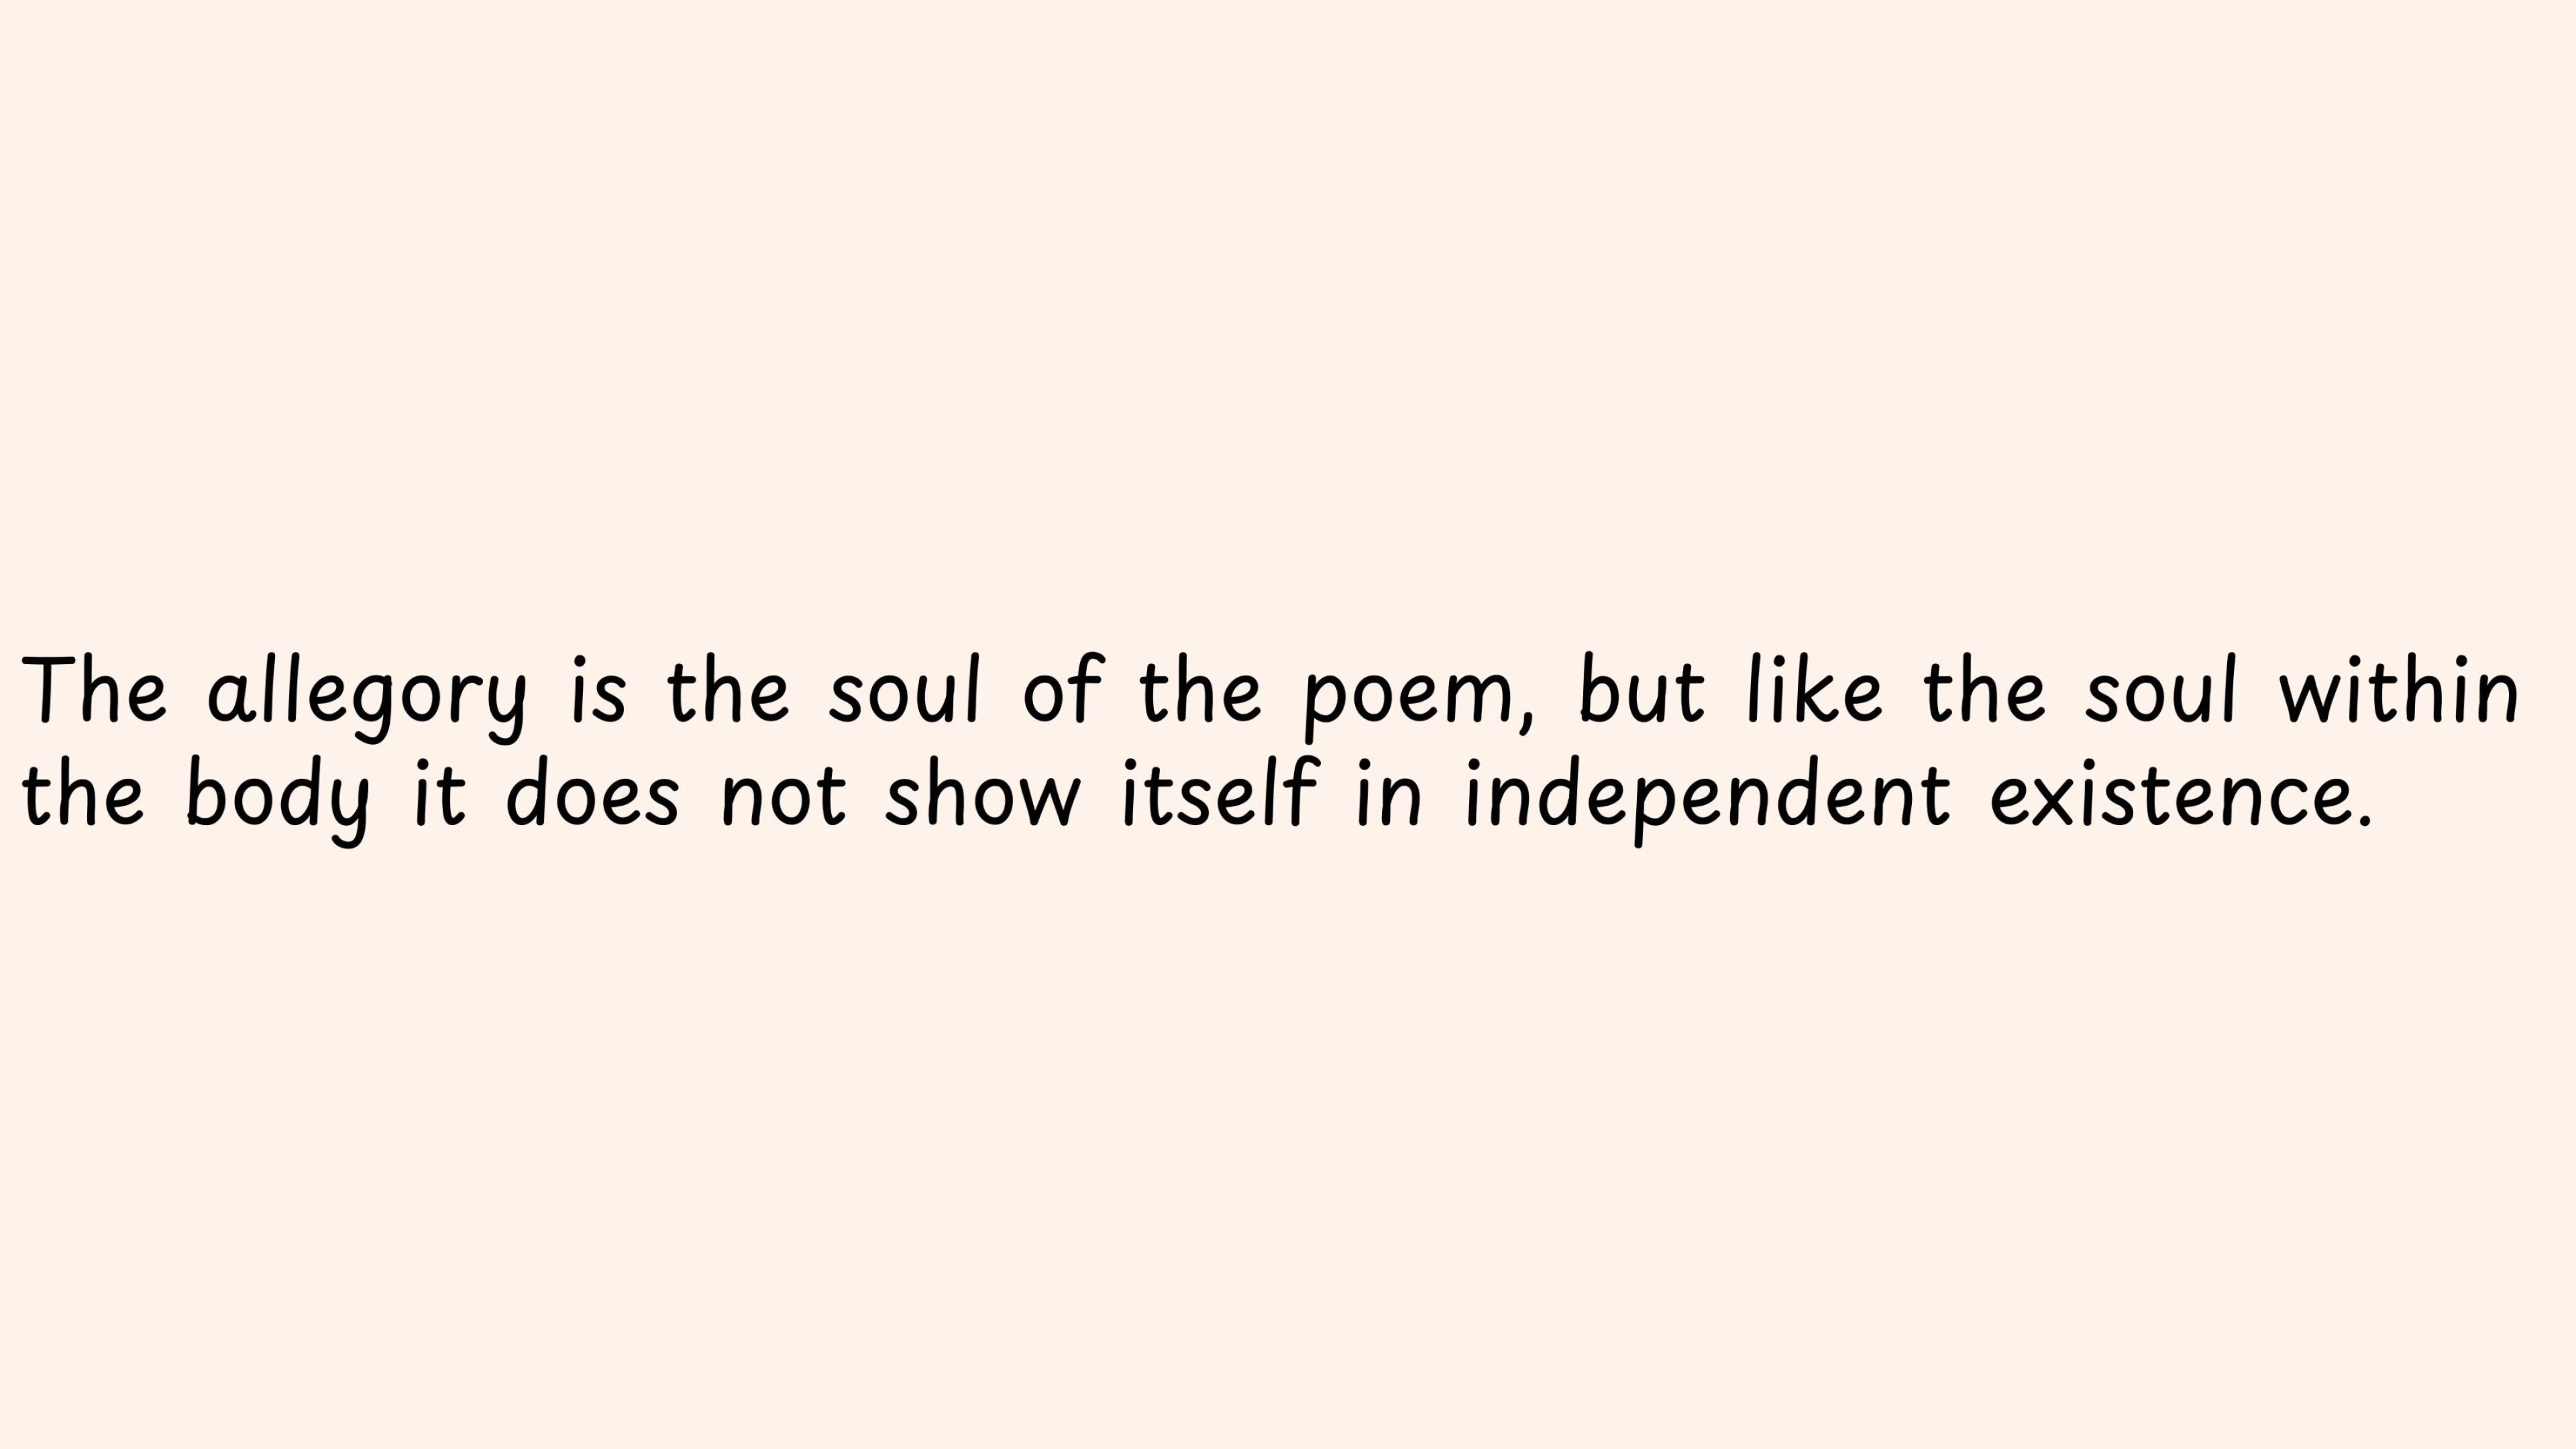 The allegory is the soul of the poem, but like the soul within
the body it does not show itself in independent existence.